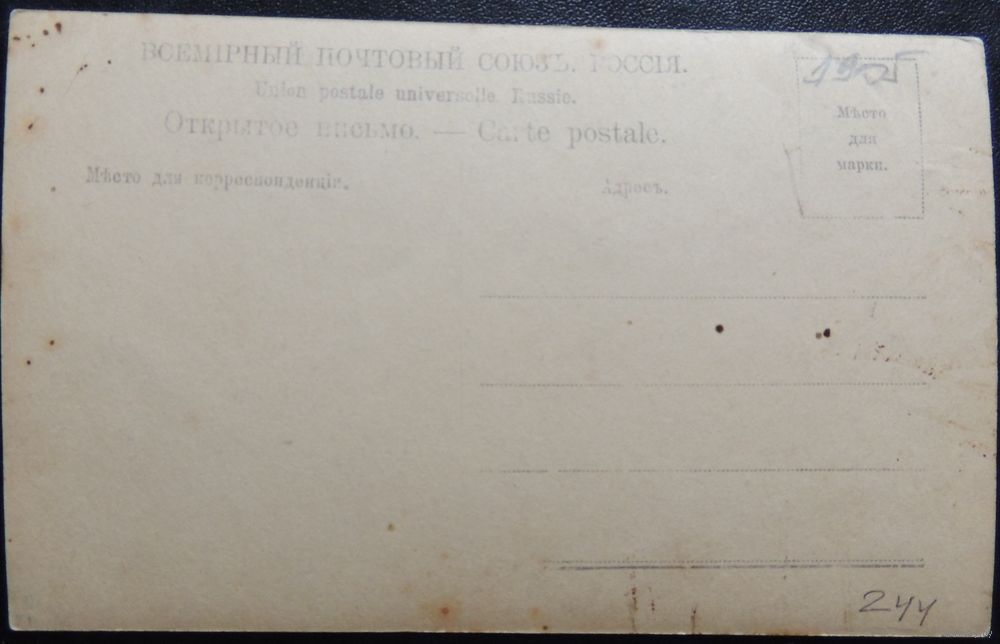 ВСЕМІРНЫЙ ПОЧТОВЫЙ СОЮЗЪ. РОССІЯ.
Union postale universelle. Russie.
Открытое письмо. — Carte postale.
Мѣсто для корреспонденціи.
Адресъ.
Мѣсто
для
марки.
244